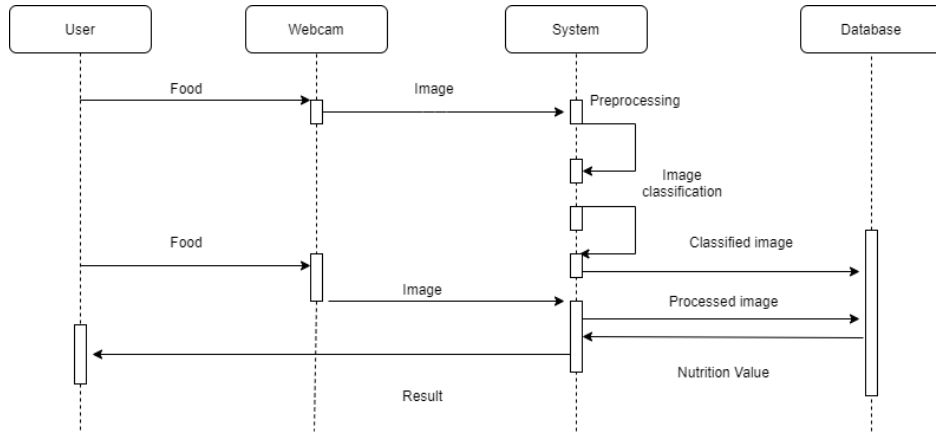 User
Webcam
System
Database
Food
Image
Preprocessing
Image
classification
Classified image
Food
Image
Processed image
Nutrition Value
Result